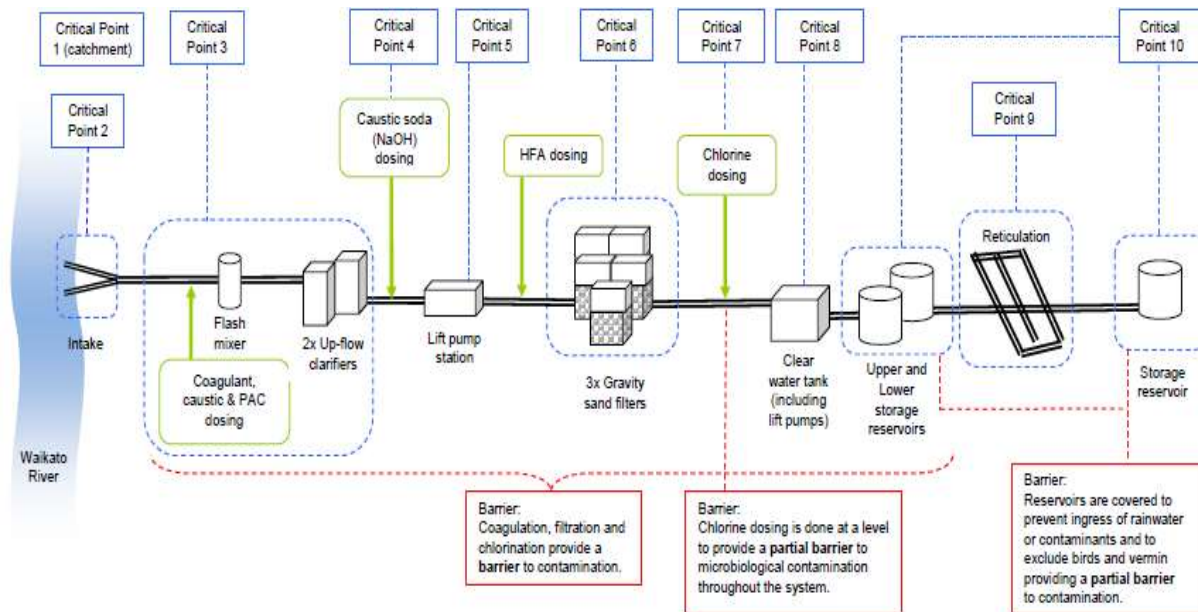 Critical Point
1 (catchment)
Critical
Point 2
Critical
Point 3
Critical
Point 4
Critical
Point 5
Critical
Point 6
Critical
Point 7
Critical
Point 8
Critical
Point 9
Critical
Point 10
Caustic soda
(NaOH)
dosing
HFA dosing
Chlorine
dosing
Reticulation
Intake
Flash
mixer
2x Up-flow
clarifiers
Coagulant,
caustic & PAC
dosing
Lift pump
station
3x Gravity
sand filters
Clear
water tank
(including
lift pumps)
Upper and
Lower
storage
reservoirs
Storage
reservoir
Waikato
River
Barrier:
Coagulation, filtration and
chlorination provide a
barrier to contamination.
Barrier:
Chlorine dosing is done at a level
to provide a partial barrier to
microbiological contamination
throughout the system.
Barrier:
Reservoirs are covered to
prevent ingress of rainwater
or contaminants and to
exclude birds and vermin
providing a partial barrier
to contamination.